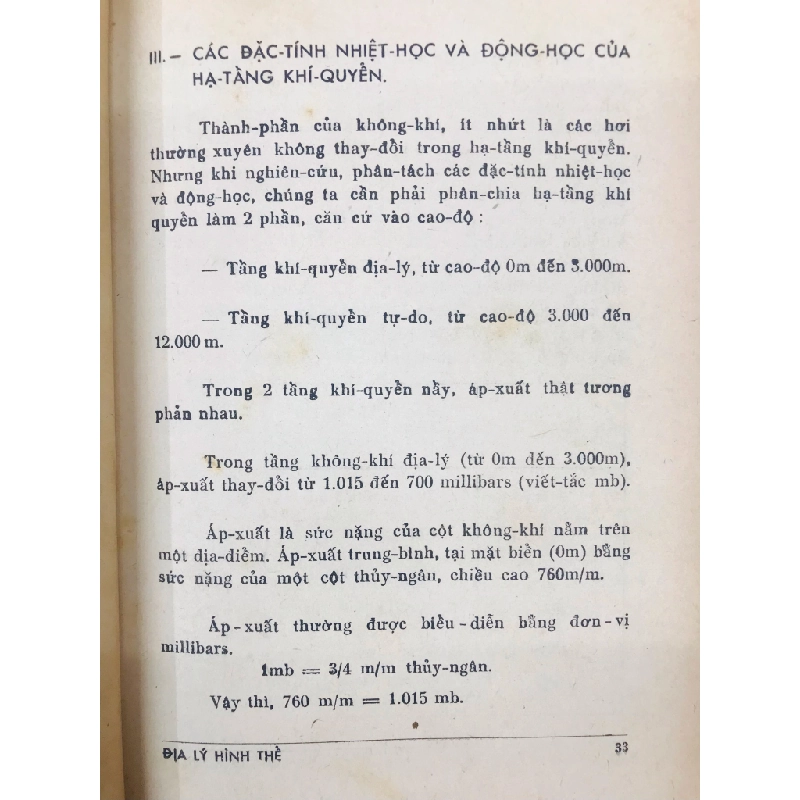 III.— CÁC ĐẶC-TÍNH NHIỆT-HỌC VÀ ĐỘNG-HỌC CỦA
HẠ-TẦNG KHÍ-QUYỂN.
Thành-phần của không-khí, ít nhứt là các hơi
thường xuyên không thay-đổi trong hạ-tầng khí-quyển.
Nhưng khi nghiên-cứu, phân-tách các đặc-tính nhiệt-học
và động-học, chúng ta cần phải phân-chia hạ-tầng khí
quyển làm 2 phần, căn cứ vào cao-độ :
— Tầng khí-quyển địa-lý, từ cao-độ 0m đến 3.000m.
— Tầng khí-quyển tự-do, từ cao-độ 3.000 đến
12.000 m.
Trong 2 tầng khí-quyển nầy, áp-xuất thật tương
phản nhau.
Trong tầng không-khí địa-lý (từ 0m đến 3.000m),
áp-xuất thay-đổi từ 1.015 đến 700 millibars (viết-tắc mb).
Áp-xuất là sức nặng của cột không-khí nằm trên
một địa-điểm. Áp-xuất trung-bình, tại mặt biển (0m) bằng
sức nặng của một cột thủy-ngân, chiều cao 760m/m.
Áp-xuất thường được biểu-diễn bằng đơn-vị
millibars.
1mb = 3/4 m/m thủy-ngân.
Vậy thì, 760 m/m = 1.015 mb.
ĐỊA LÝ HÌNH THỂ 33